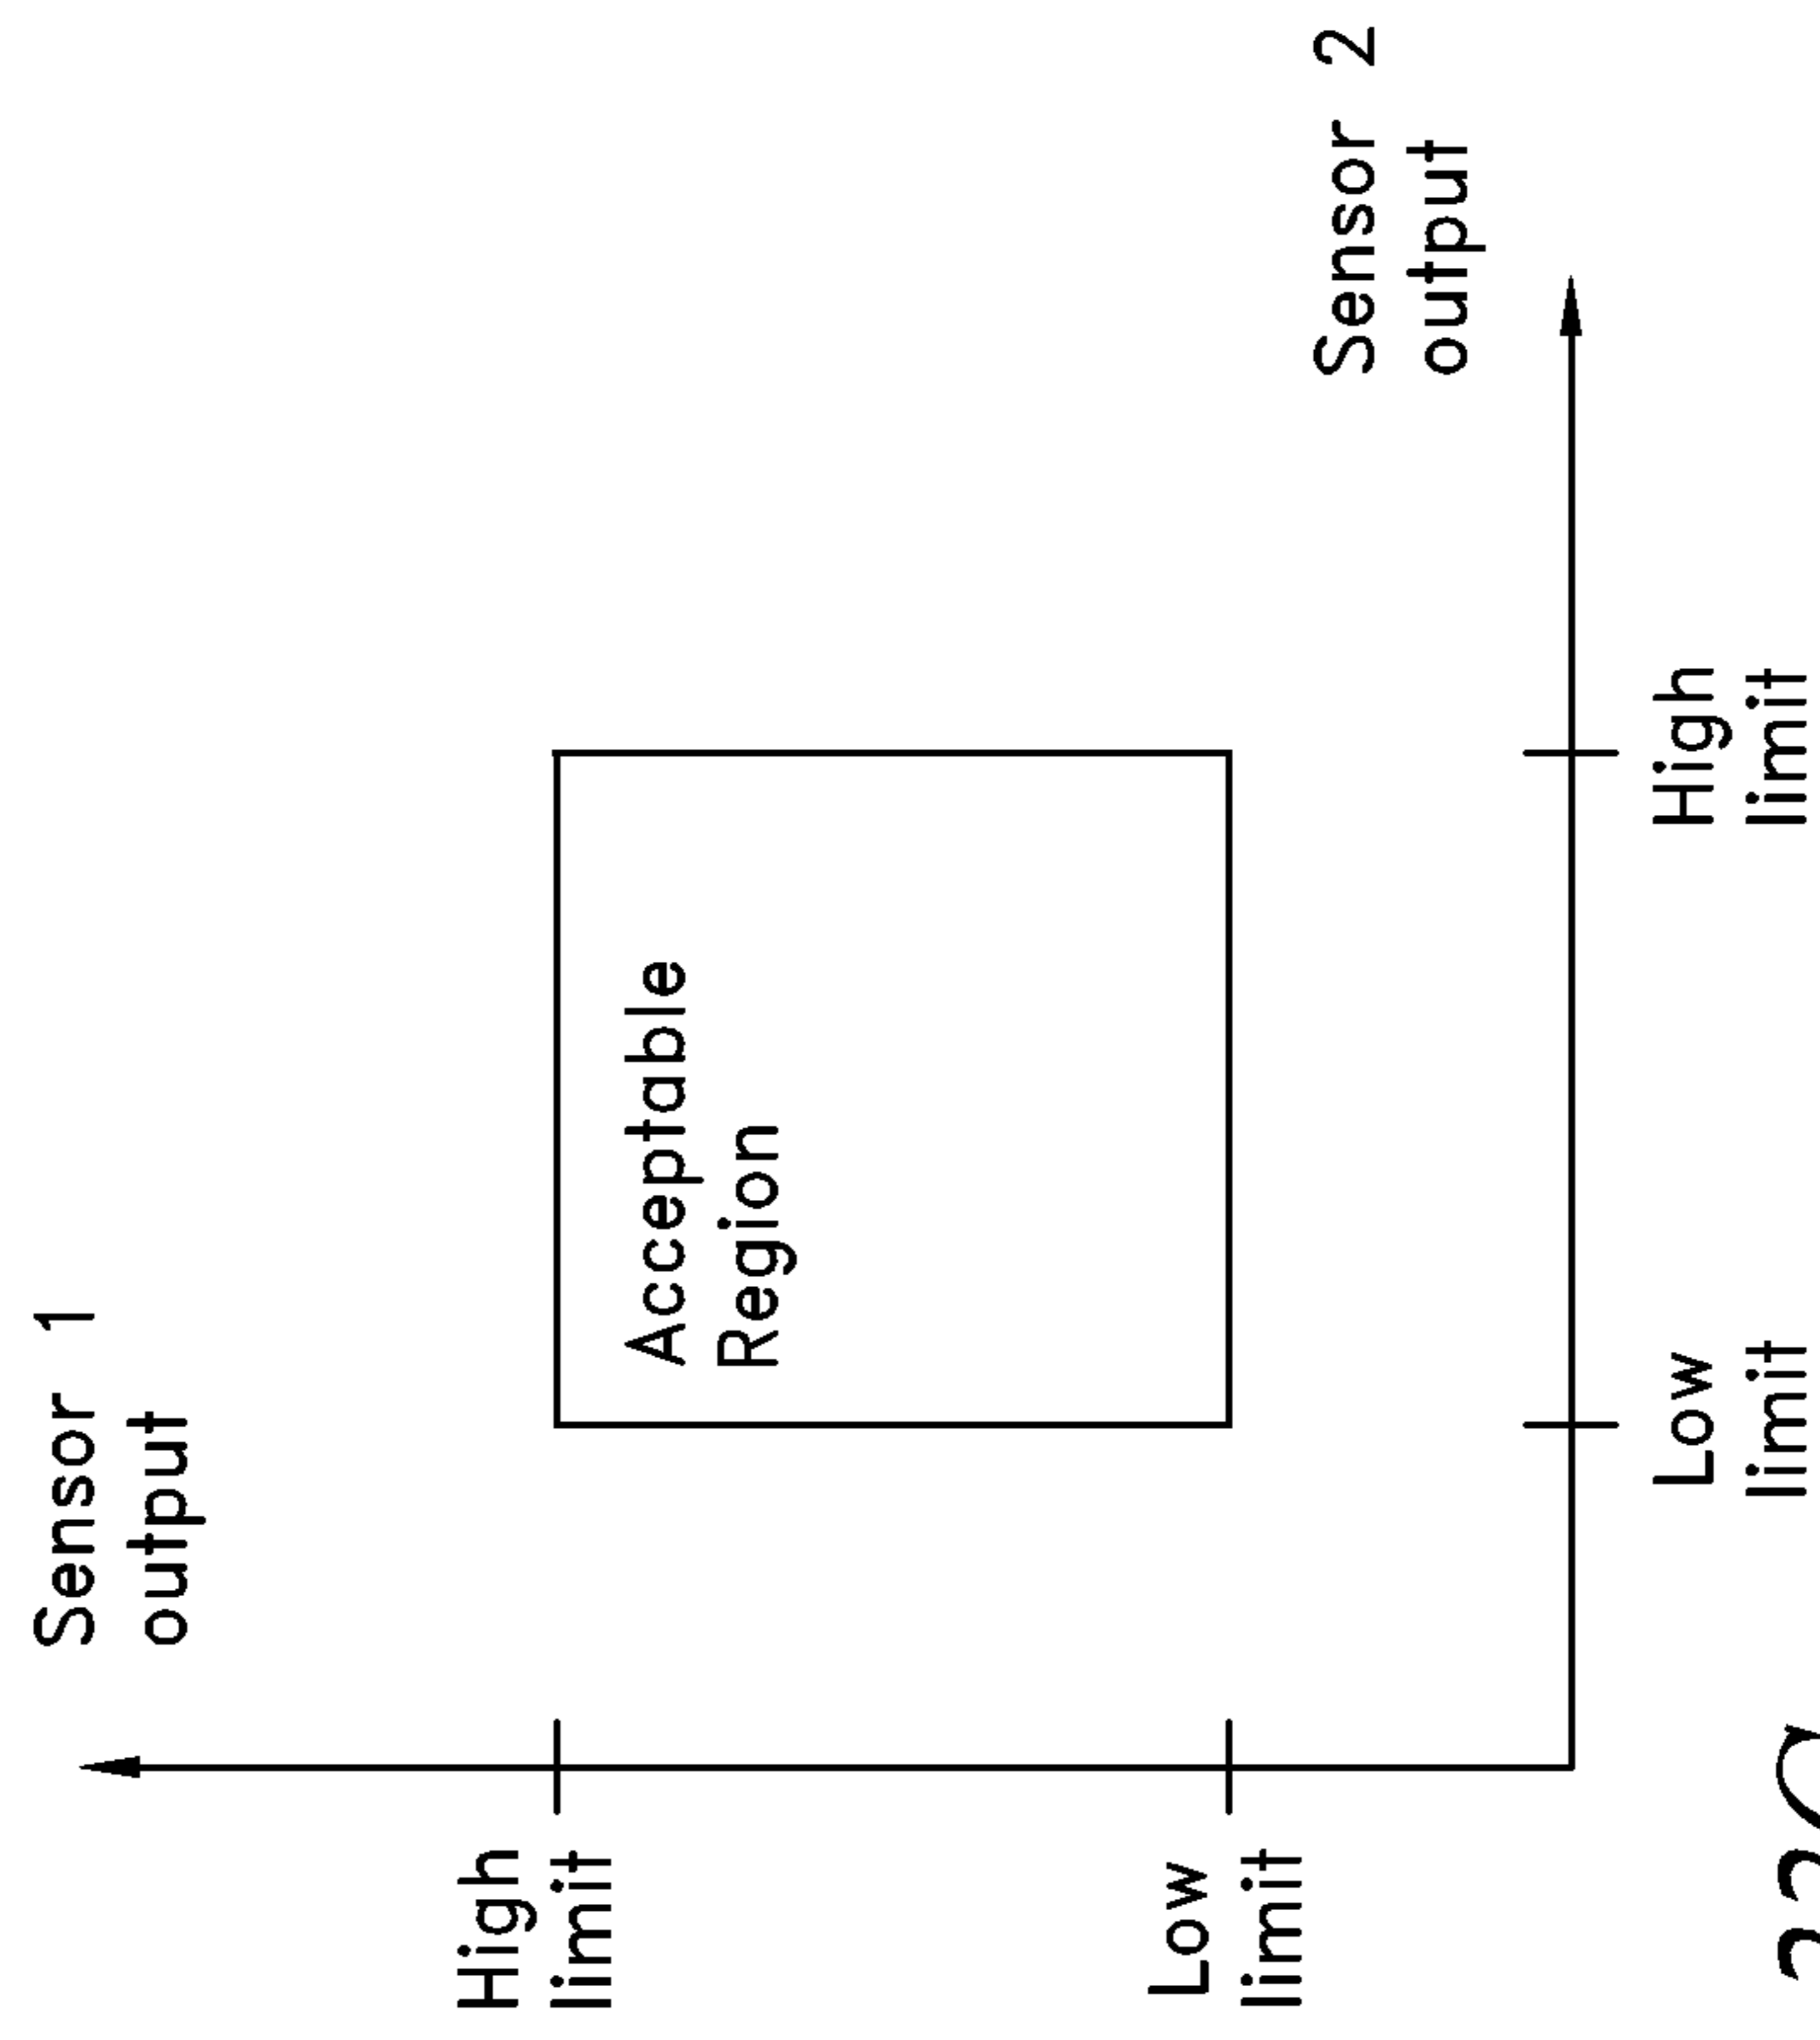 Sensor 1
output
High
limit
Acceptable
Region
Low
limit
Sensor 2
output
Low
limit
High
limit